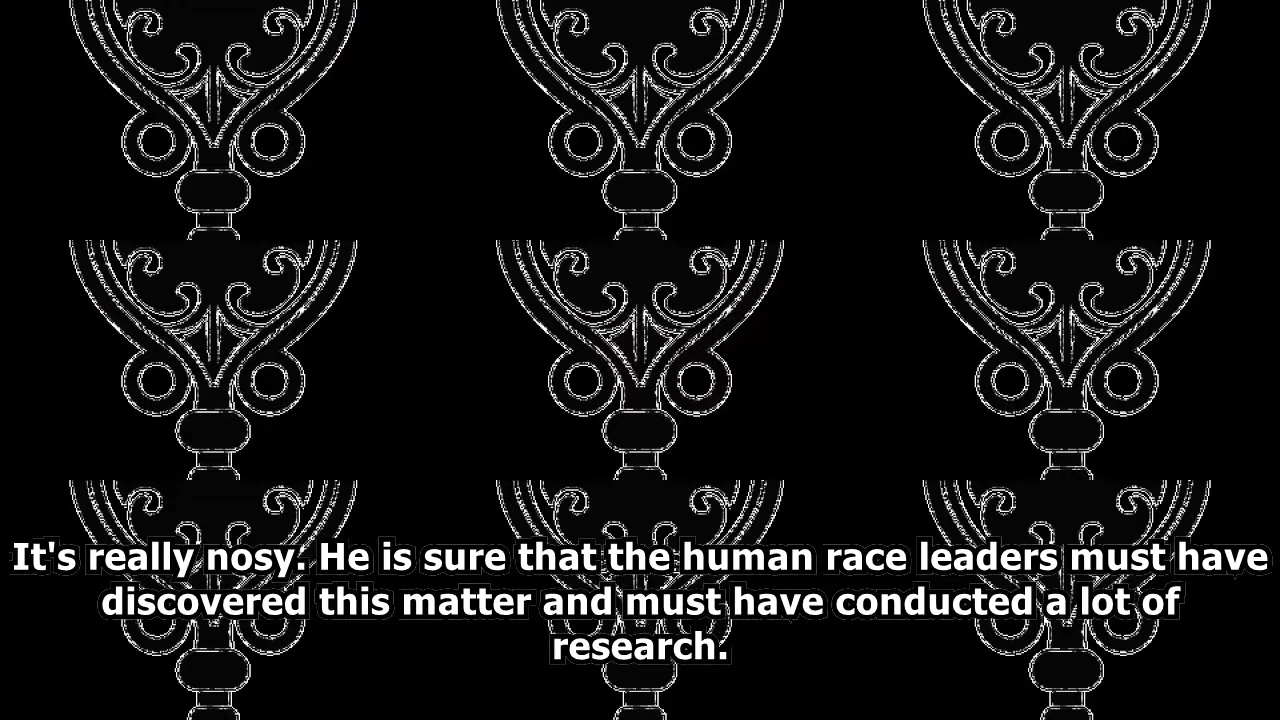 It's really nosy. He is sure that the human race leaders must have
discovered this matter and must have conducted a lot of
research.